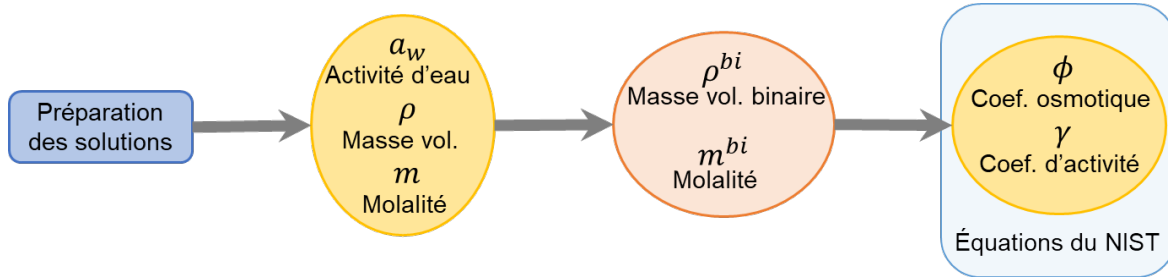 Préparation
des solutions
a_w
Activité d'eau
ρ
Masse vol.
m
Molalité
ρ^{bi}
Masse vol. binaire
m^{bi}
Molalité
ϕ
Coef. osmotique
γ
Coef. d'activité
Équations du NIST